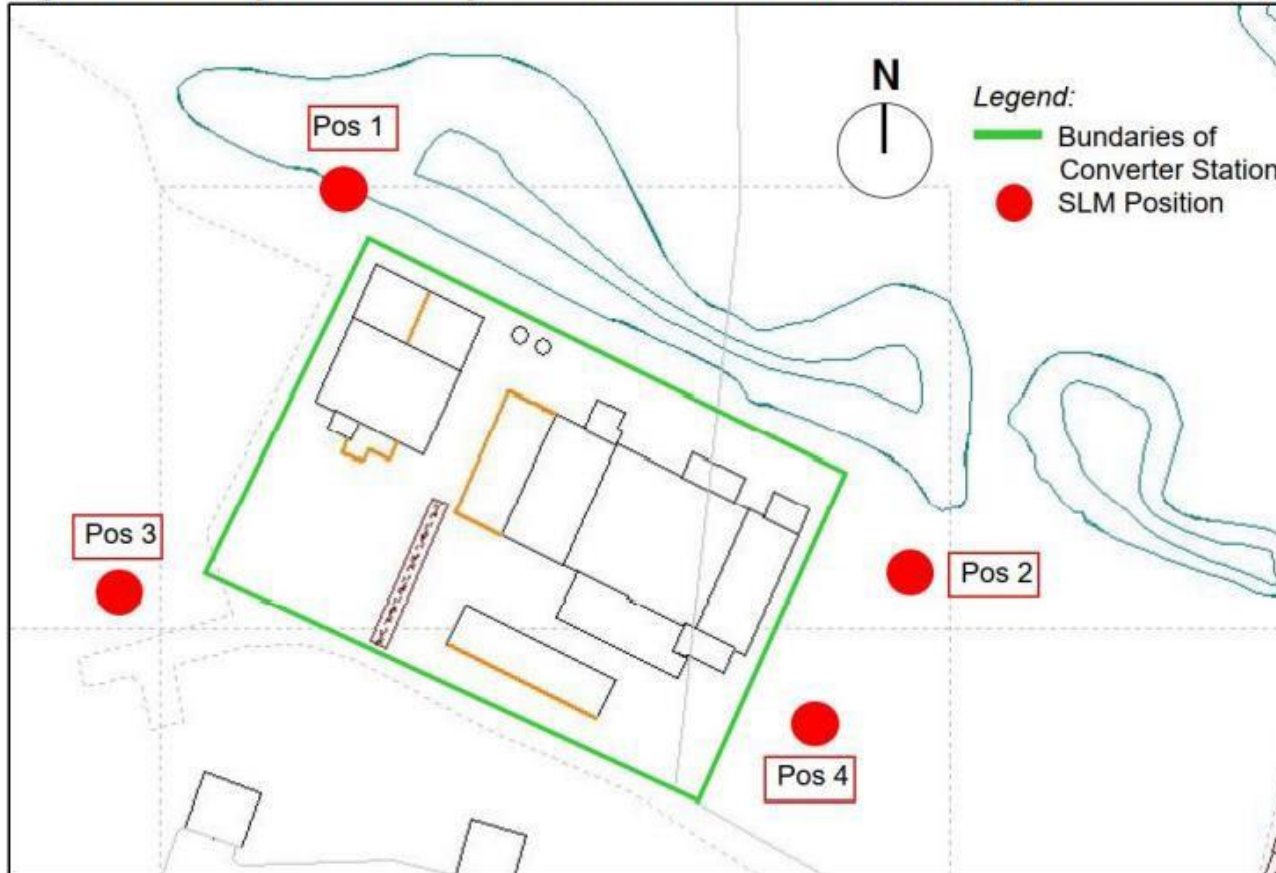 Pos 1
N
Legend:
Bundaries of
Converter Station
SLM Position
Pos 3
Pos 2
Pos 4